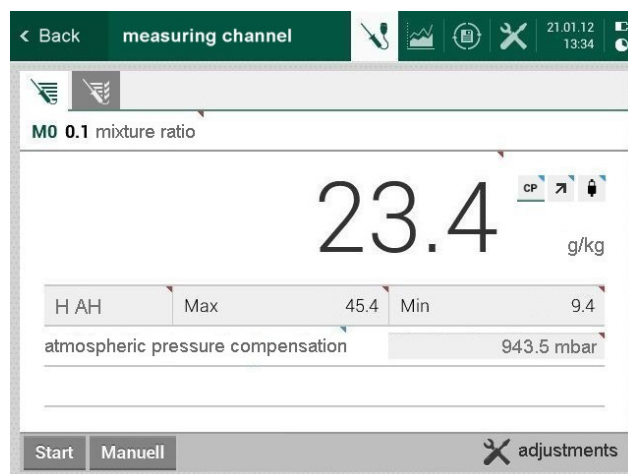 < Back measuring channel 21.01.12
13:34
M0 0.1 mixture ratio
CP
23.4
g/kg
H AH Max 45.4 Min 9.4
atmospheric pressure compensation 943.5 mbar
Start Manuell adjustments